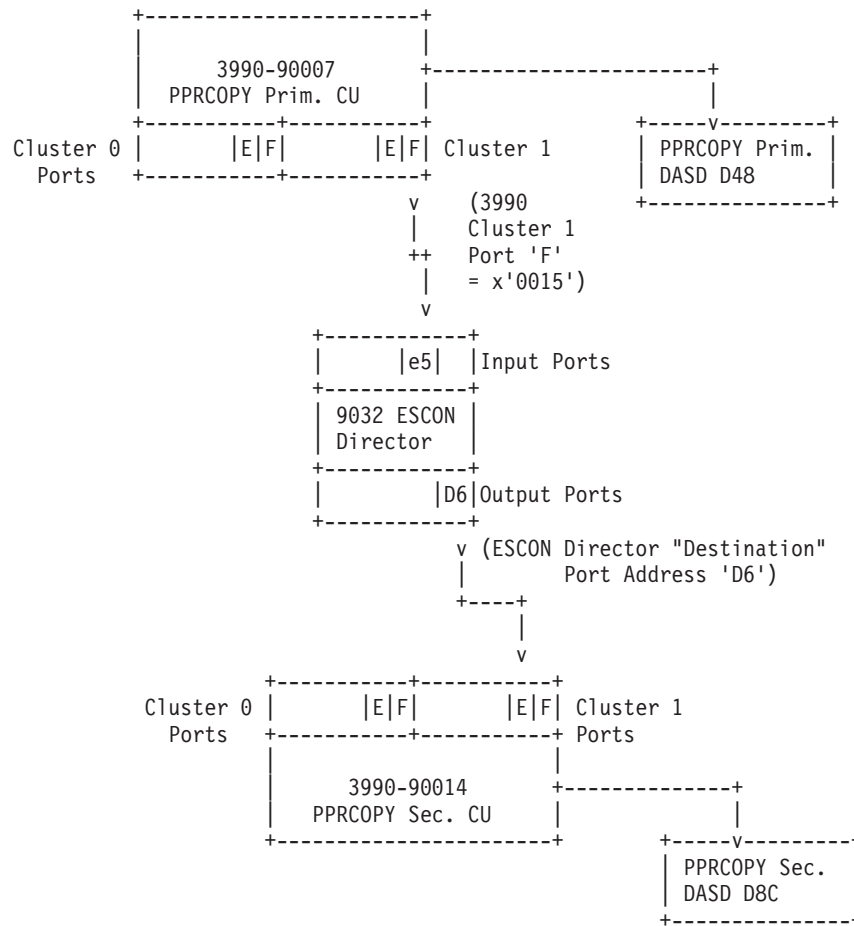 3990-90007
PPRCOPY Prim. CU
Cluster 0 |E|F| |E|F| Cluster 1
Ports
PPRCOPY Prim.
DASD D48
(3990
Cluster 1
Port 'F'
= x'0015')
|e5| |Input Ports
9032 ESCON
Director
|D6|Output Ports
(ESCON Director "Destination"
Port Address 'D6')
Cluster 0 |E|F| |E|F| Cluster 1
Ports Ports
3990-90014
PPRCOPY Sec. CU
PPRCOPY Sec.
DASD D8C